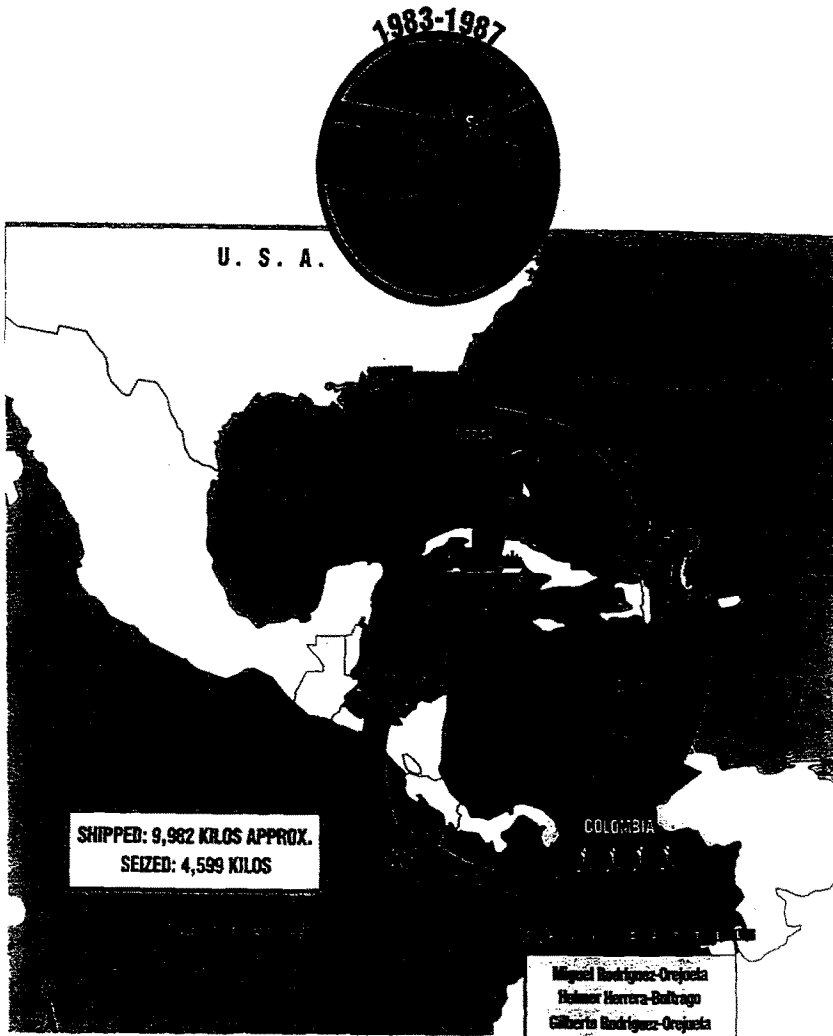 1983-1987
U. S. A.
SHIPPED: 9,982 KILOS APPROX.
SEIZED: 4,599 KILOS
COLOMBIA
Miguel Rodriguez-Orejuela
Helmer Herrera-Buitrago
Gilberto Rodriguez-Orejuela